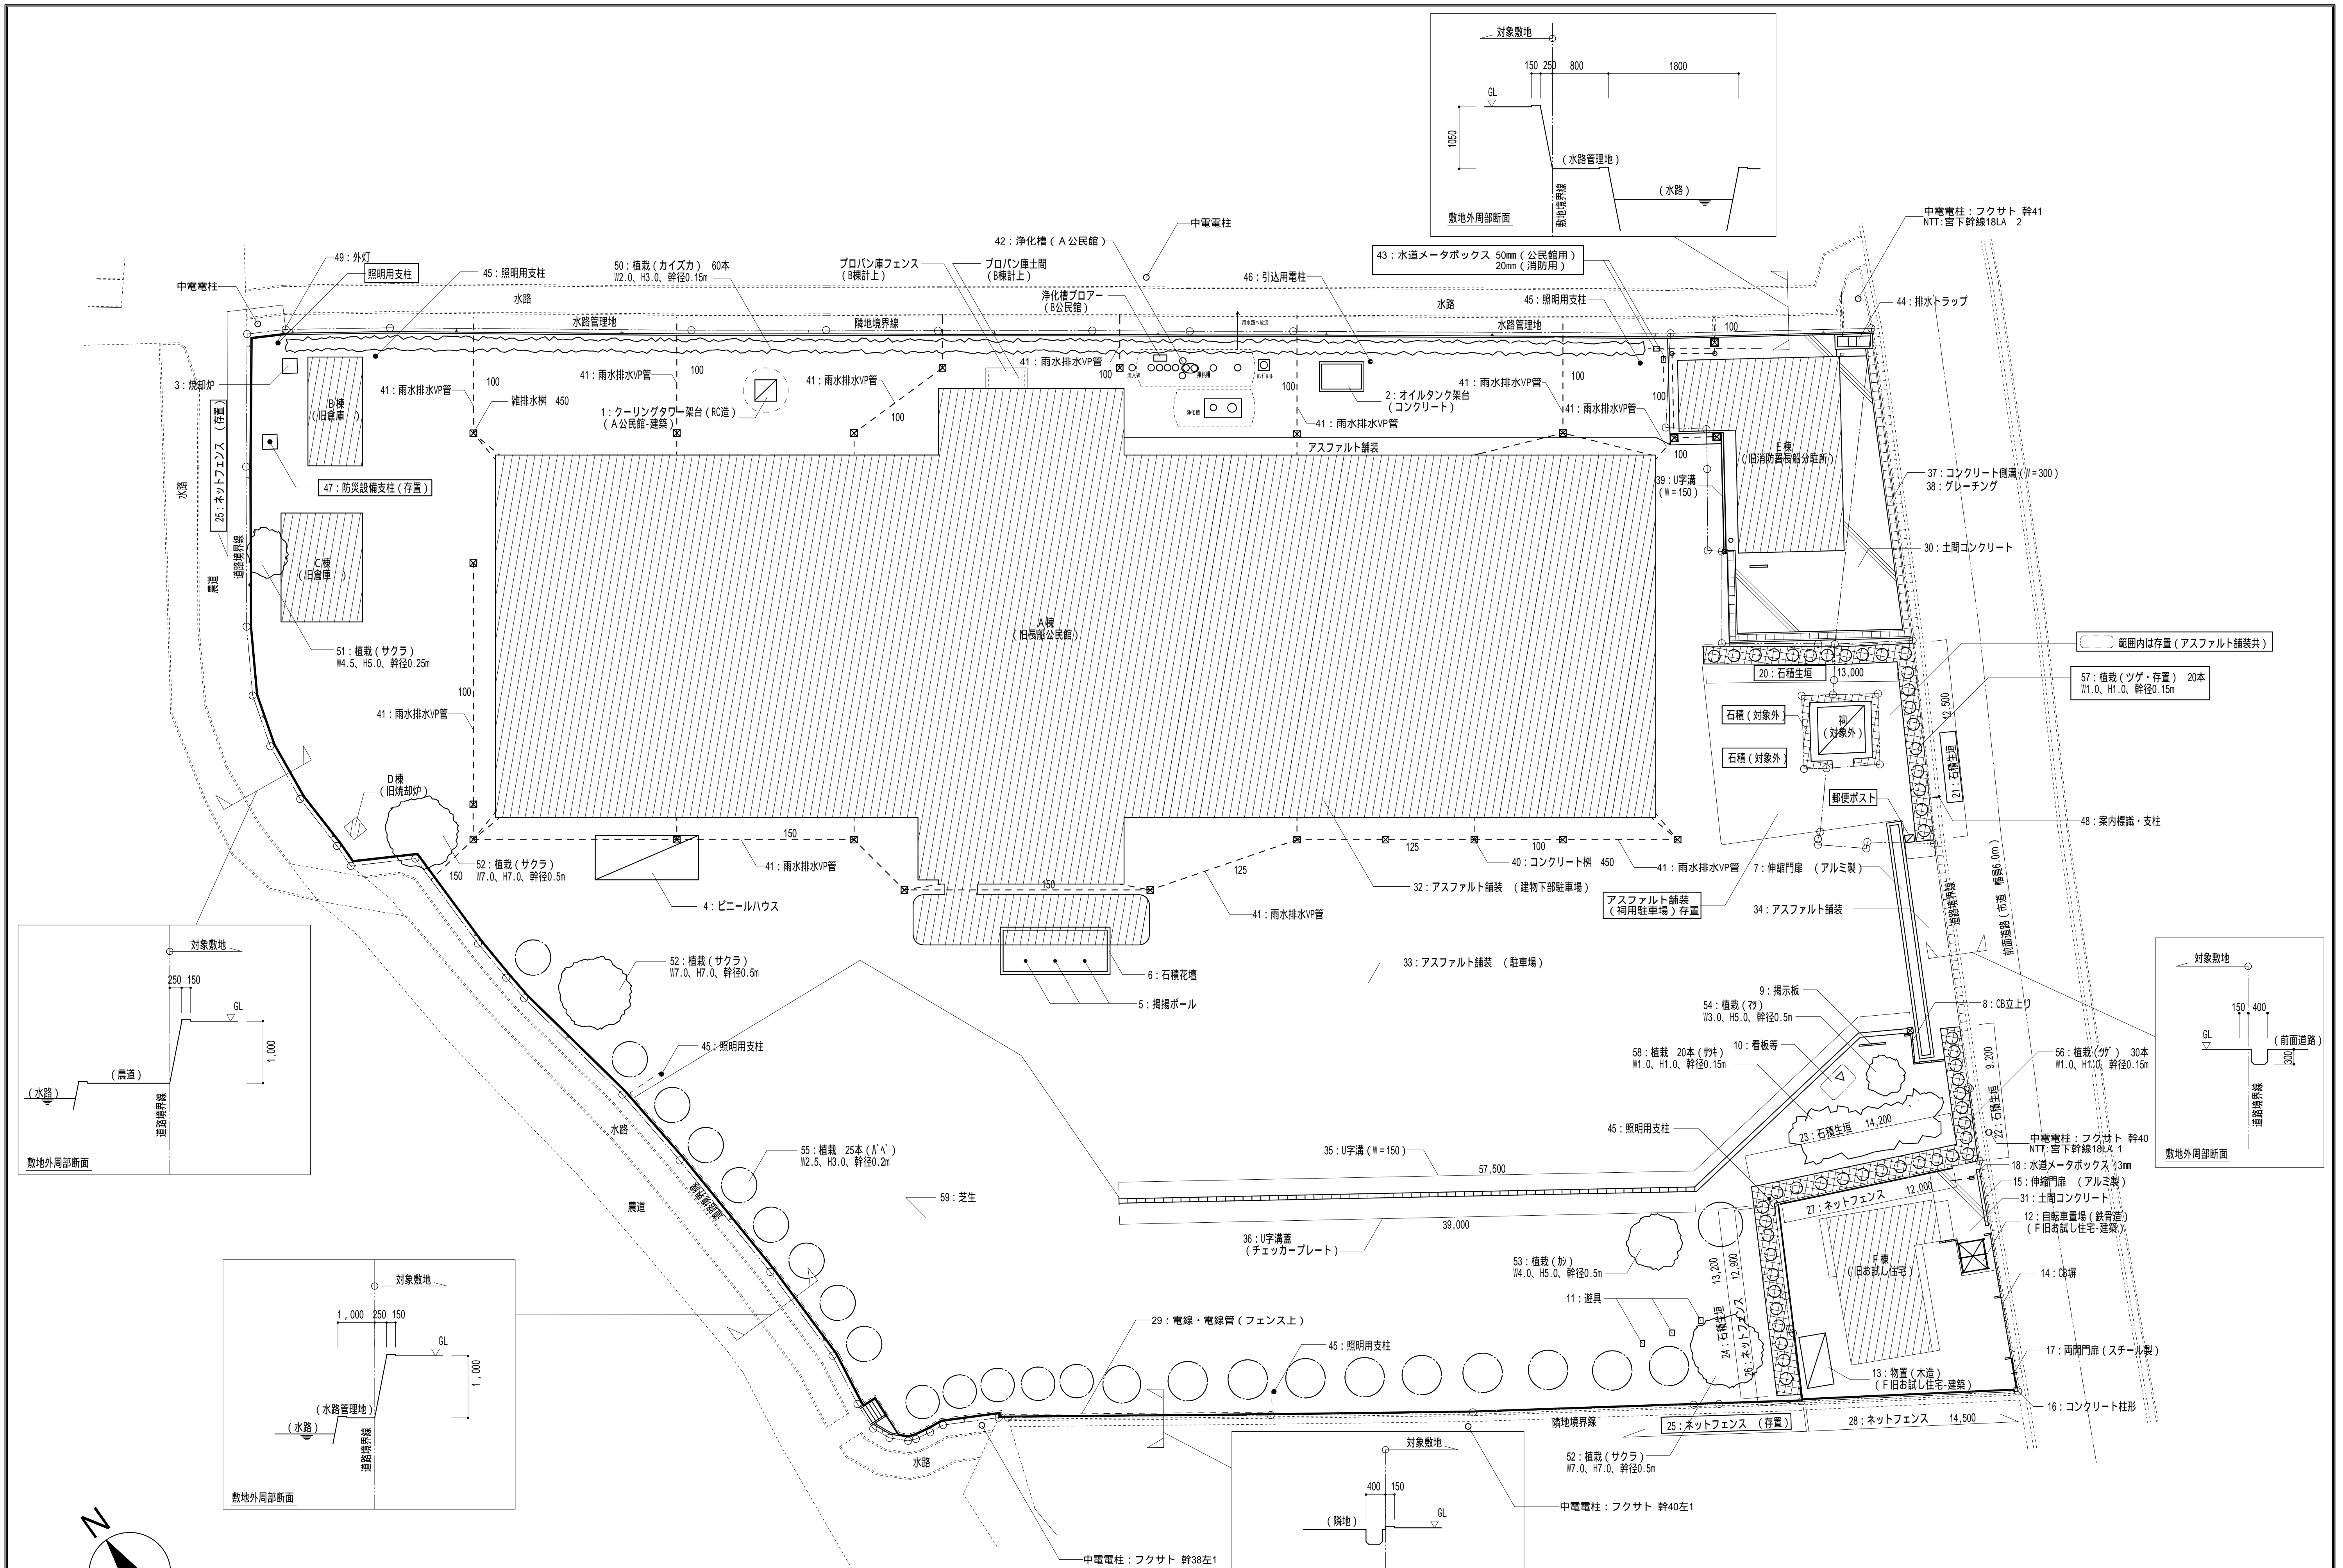 対象敷地
150 250 800 1800
GL
1050
(水路管理地)
(水路)
敷地境界線
敷地外周部断面
中電電柱:フクサト 幹41
NTT:宮下幹線18LA 2
中電電柱
42:浄化槽(A公民館)
43:水道メータボックス 50㎜(公民館用)
20㎜(消防用)
49:外灯
照明用支柱
45:照明用支柱
50:植栽(カイズカ) 60本
W2.0、H3.0、幹径0.15m
プロパン庫フェンス
(B棟計上)
プロパン庫土間
(B棟計上)
46:引込用電柱
中電電柱
浄化槽ブロアー
(B公民館)
45:照明用支柱
44:排水トラップ
水路
水路
水路管理地
隣地境界線
用水路へ放流
水路管理地
100
3:焼却炉
B棟
(旧倉庫 )
41:雨水排水VP管
100
雑排水桝 450
41:雨水排水VP管
100
1:クーリングタワー架台(RC造)
(A公民館-建築)
41:雨水排水VP管
100
41:雨水排水VP管
100
流入桝
浄化槽
ﾏﾝﾎｰﾙ
浄化槽
100
41:雨水排水VP管
2:オイルタンク架台
(コンクリート)
41:雨水排水VP管
100
41:雨水排水VP管
100
100
アスファルト舗装
E棟
(旧消防署長船分駐所)
37:コンクリート側溝(W=300)
38:グレーチング
39:U字溝
(W=150)
30:土間コンクリート
25:ネットフェンス (存置)
水路
47:防災設備支柱(存置)
道路境界線
農道
C棟
(旧倉庫 )
A棟
(旧長船公民館)
51:植栽(サクラ)
W4.5、H5.0、幹径0.25m
範囲内は存置(アスファルト舗装共)
57:植栽(ツゲ・存置) 20本
W1.0、H1.0、幹径0.15m
20:石積生垣 13,000
12,500
21:石積生垣
石積(対象外)
祠
(対象外)
石積(対象外)
100
41:雨水排水VP管
D棟
(旧焼却炉)
郵便ポスト
48:案内標識・支柱
150
52:植栽(サクラ)
W7.0、H7.0、幹径0.5m
150
41:雨水排水VP管
4:ビニールハウス
150
125
41:雨水排水VP管
125
100
40:コンクリート桝 450
41:雨水排水VP管
32:アスファルト舗装 (建物下部駐車場)
7:伸縮門扉 (アルミ製)
アスファルト舗装
(祠用駐車場)存置
34:アスファルト舗装
道路境界線
前面道路(市道 幅員6.0m)
対象敷地
250 150
GL
1,000
(農道)
(水路)
道路境界線
敷地外周部断面
52:植栽(サクラ)
W7.0、H7.0、幹径0.5m
6:石積花壇
5:掲揚ポール
33:アスファルト舗装 (駐車場)
9:掲示板
54:植栽(ﾏﾂ)
W3.0、H5.0、幹径0.5m
8:CB立上り
対象敷地
150 400
GL
(前面道路)
300
道路境界線
敷地外周部断面
45:照明用支柱
58:植栽 20本(ｻﾂｷ)
W1.0、H1.0、幹径0.15m
10:看板等
9,200
22:石積生垣
56:植栽(ﾂｹﾞ) 30本
W1.0、H1.0、幹径0.15m
45:照明用支柱
23:石積生垣 14,200
中電電柱:フクサト 幹40
NTT:宮下幹線18LA 1
水路
道路境界線
農道
55:植栽 25本(ﾊﾞﾍﾞ)
W2.5、H3.0、幹径0.2m
59:芝生
35:U字溝(W=150)
57,500
39,000
36:U字溝蓋
(チェッカープレート)
18:水道メータボックス 13㎜
15:伸縮門扉 (アルミ製)
31:土間コンクリート
12:自転車置場(鉄骨造)
(F旧お試し住宅-建築)
27:ネットフェンス 12,000
F棟
(旧お試し住宅)
14:CB塀
53:植栽(ｶｼ)
W4.0、H5.0、幹径0.5m
11:遊具
24:石積生垣 13,200
26:ネットフェンス 12,900
対象敷地
1,000 250 150
GL
1,000
(水路管理地)
(水路)
道路境界線
敷地外周部断面
29:電線・電線管(フェンス上)
45:照明用支柱
17:両開門扉(スチール製)
13:物置(木造)
(F旧お試し住宅-建築)
16:コンクリート柱形
隣地境界線
25:ネットフェンス (存置)
28:ネットフェンス 14,500
52:植栽(サクラ)
W7.0、H7.0、幹径0.5m
水路
対象敷地
400 150
GL
(隣地)
中電電柱:フクサト 幹40左1
中電電柱:フクサト 幹38左1
N